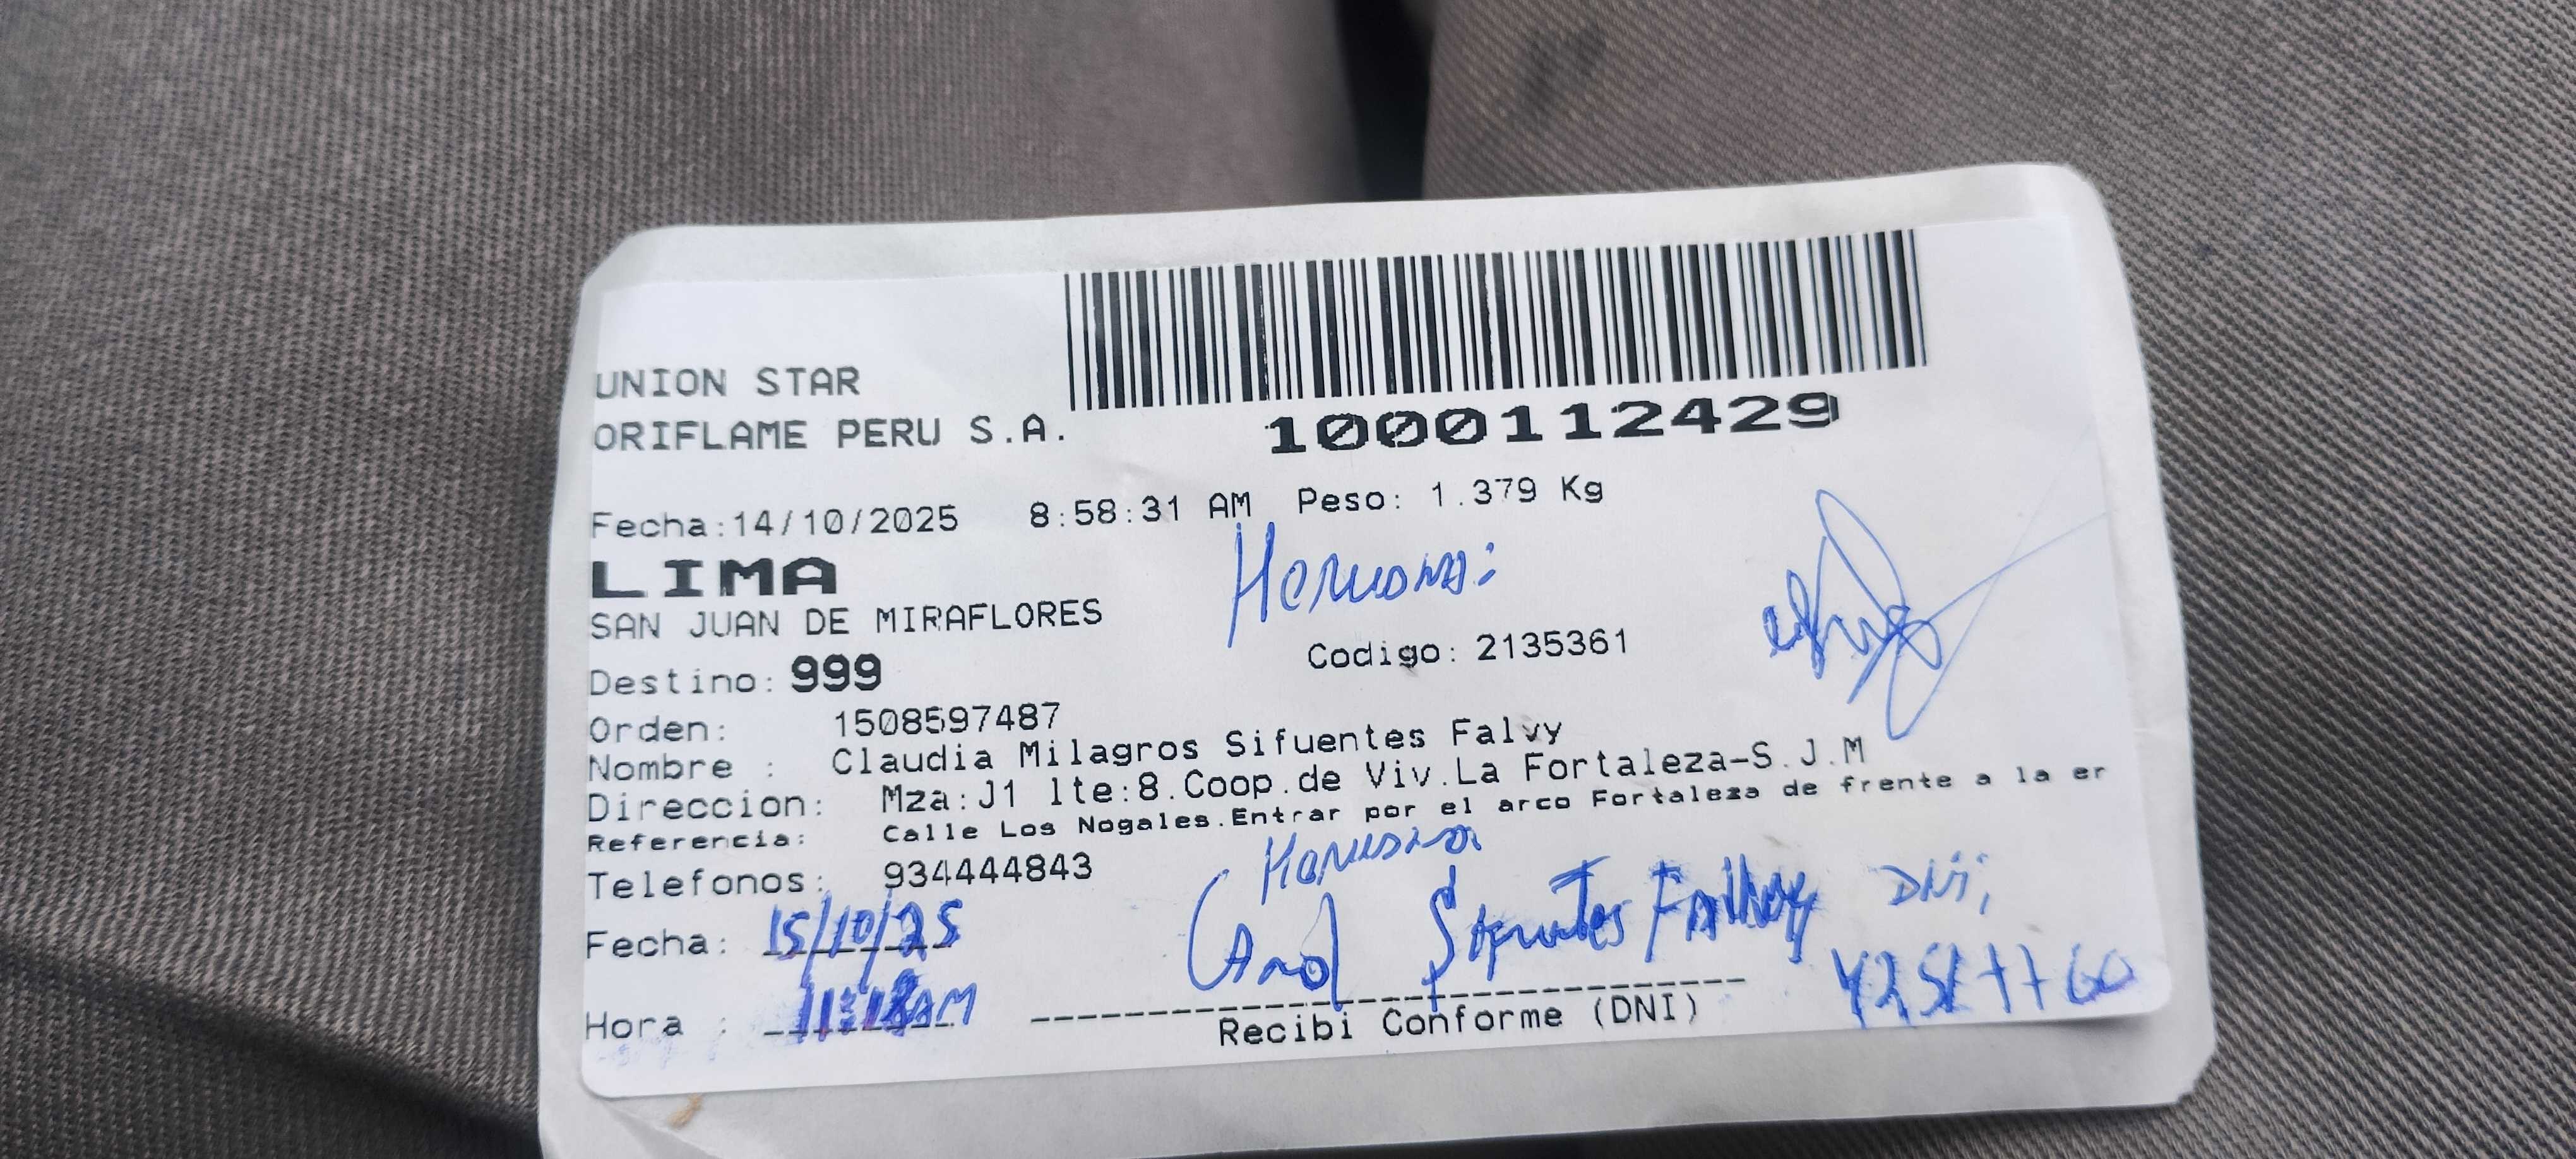 UNION STAR
ORIFLAME PERU S.A.
1000112429
Fecha:14/10/2025 8:58:31 AM Peso: 1.379 Kg
LIMA
SAN JUAN DE MIRAFLORES
Destino: 999
Codigo: 2135361
Orden: 1508597487
Nombre : Claudia Milagros Sifuentes Falvy
Direccion: Mza:J1 lte:8.Coop.de Viv.La Fortaleza-S.J.M
Referencia: Calle Los Nogales.Entrar por el arco Fortaleza de frente a la er
Telefonos: 934444843
Fecha: 15/10/25
Sifuentes
Hora : 11:18AM
Recibi Conforme (DNI)